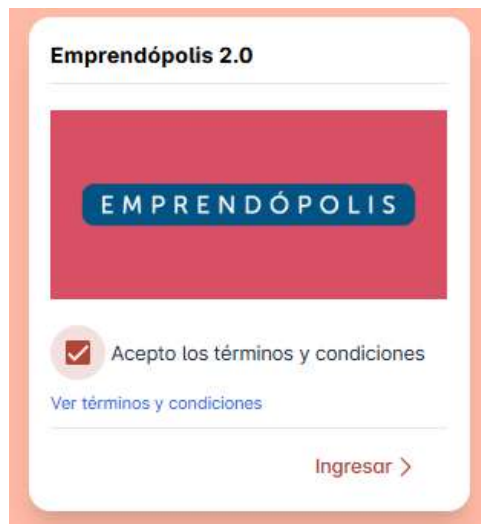 Emprendópolis 2.0
EMPRENDÓPOLIS
Acepto los términos y condiciones
Ver términos y condiciones
Ingresar >